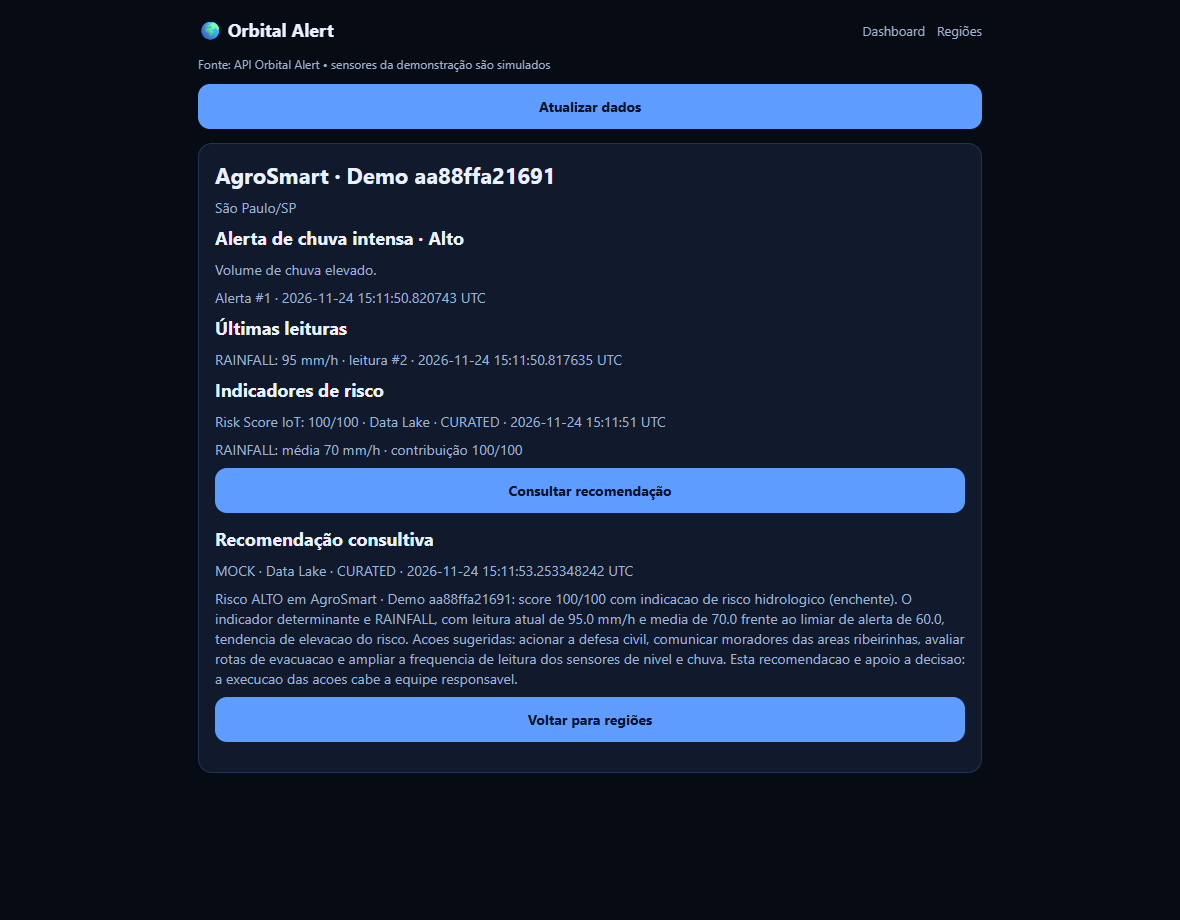 Orbital Alert
Dashboard Regiões
Fonte: API Orbital Alert • sensores da demonstração são simulados
Atualizar dados
AgroSmart · Demo aa88ffa21691
São Paulo/SP
Alerta de chuva intensa · Alto
Volume de chuva elevado.
Alerta #1 · 2026-11-24 15:11:50.820743 UTC
Últimas leituras
RAINFALL: 95 mm/h · leitura #2 · 2026-11-24 15:11:50.817635 UTC
Indicadores de risco
Risk Score IoT: 100/100 · Data Lake · CURATED · 2026-11-24 15:11:51 UTC
RAINFALL: média 70 mm/h · contribuição 100/100
Consultar recomendação
Recomendação consultiva
MOCK · Data Lake · CURATED · 2026-11-24 15:11:53.253348242 UTC
Risco ALTO em AgroSmart · Demo aa88ffa21691: score 100/100 com indicacao de risco hidrologico (enchente). O
indicador determinante e RAINFALL, com leitura atual de 95.0 mm/h e media de 70.0 frente ao limiar de alerta de 60.0,
tendencia de elevacao do risco. Acoes sugeridas: acionar a defesa civil, comunicar moradores das areas ribeirinhas, avaliar
rotas de evacuacao e ampliar a frequencia de leitura dos sensores de nivel e chuva. Esta recomendacao e apoio a decisao:
a execucao das acoes cabe a equipe responsavel.
Voltar para regiões